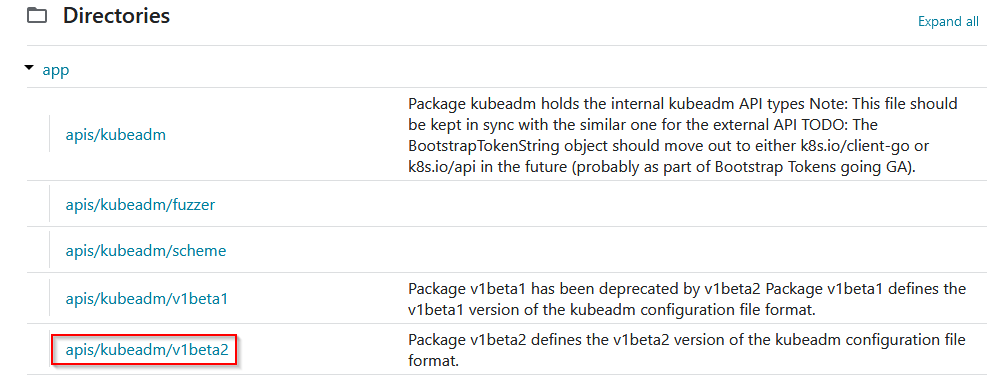 Directories
Expand all
app
apis/kubeadm
Package kubeadm holds the internal kubeadm API types Note: This file should
be kept in sync with the similar one for the external API TODO: The
BootstrapTokenString object should move out to either k8s.io/client-go or
k8s.io/api in the future (probably as part of Bootstrap Tokens going GA).
apis/kubeadm/fuzzer
apis/kubeadm/scheme
apis/kubeadm/v1beta1
Package v1beta1 has been deprecated by v1beta2 Package v1beta1 defines the
v1beta1 version of the kubeadm configuration file format.
apis/kubeadm/v1beta2
Package v1beta2 defines the v1beta2 version of the kubeadm configuration file
format.